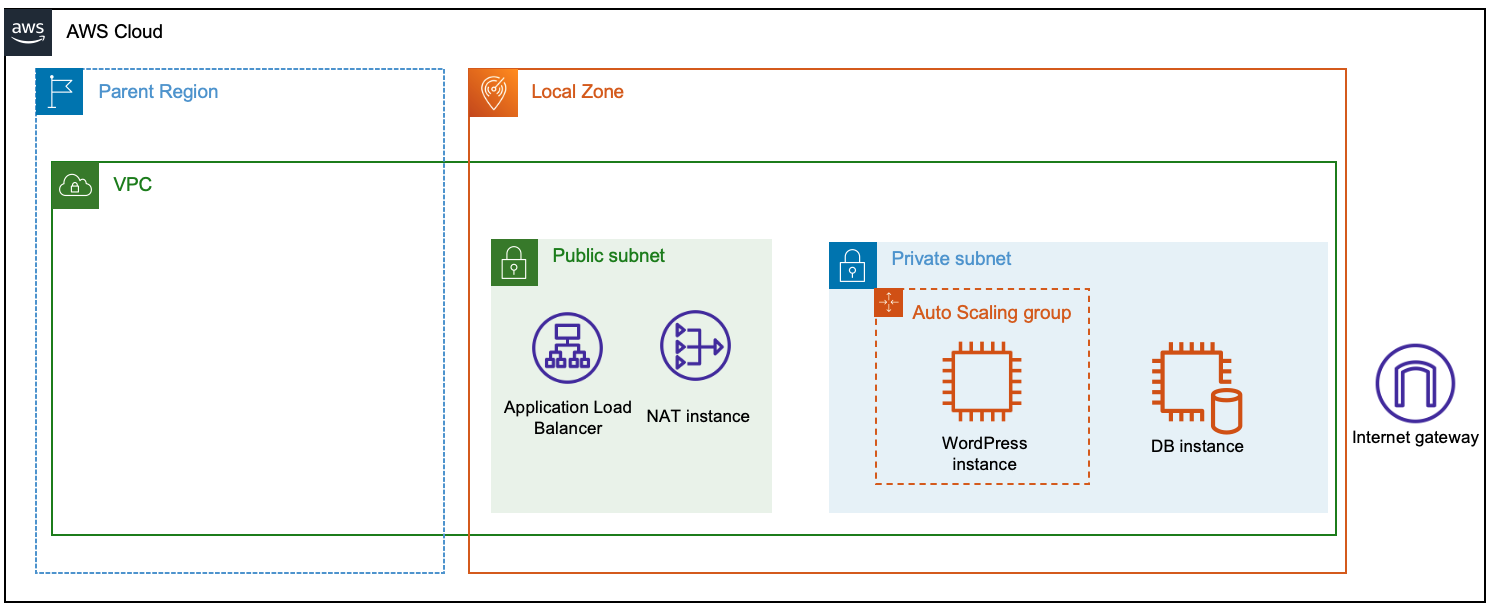 aws
AWS Cloud
Parent Region
Local Zone
VPC
Public subnet
Private subnet
Auto Scaling group
Application Load
Balancer
NAT instance
WordPress
instance
DB instance
Internet gateway